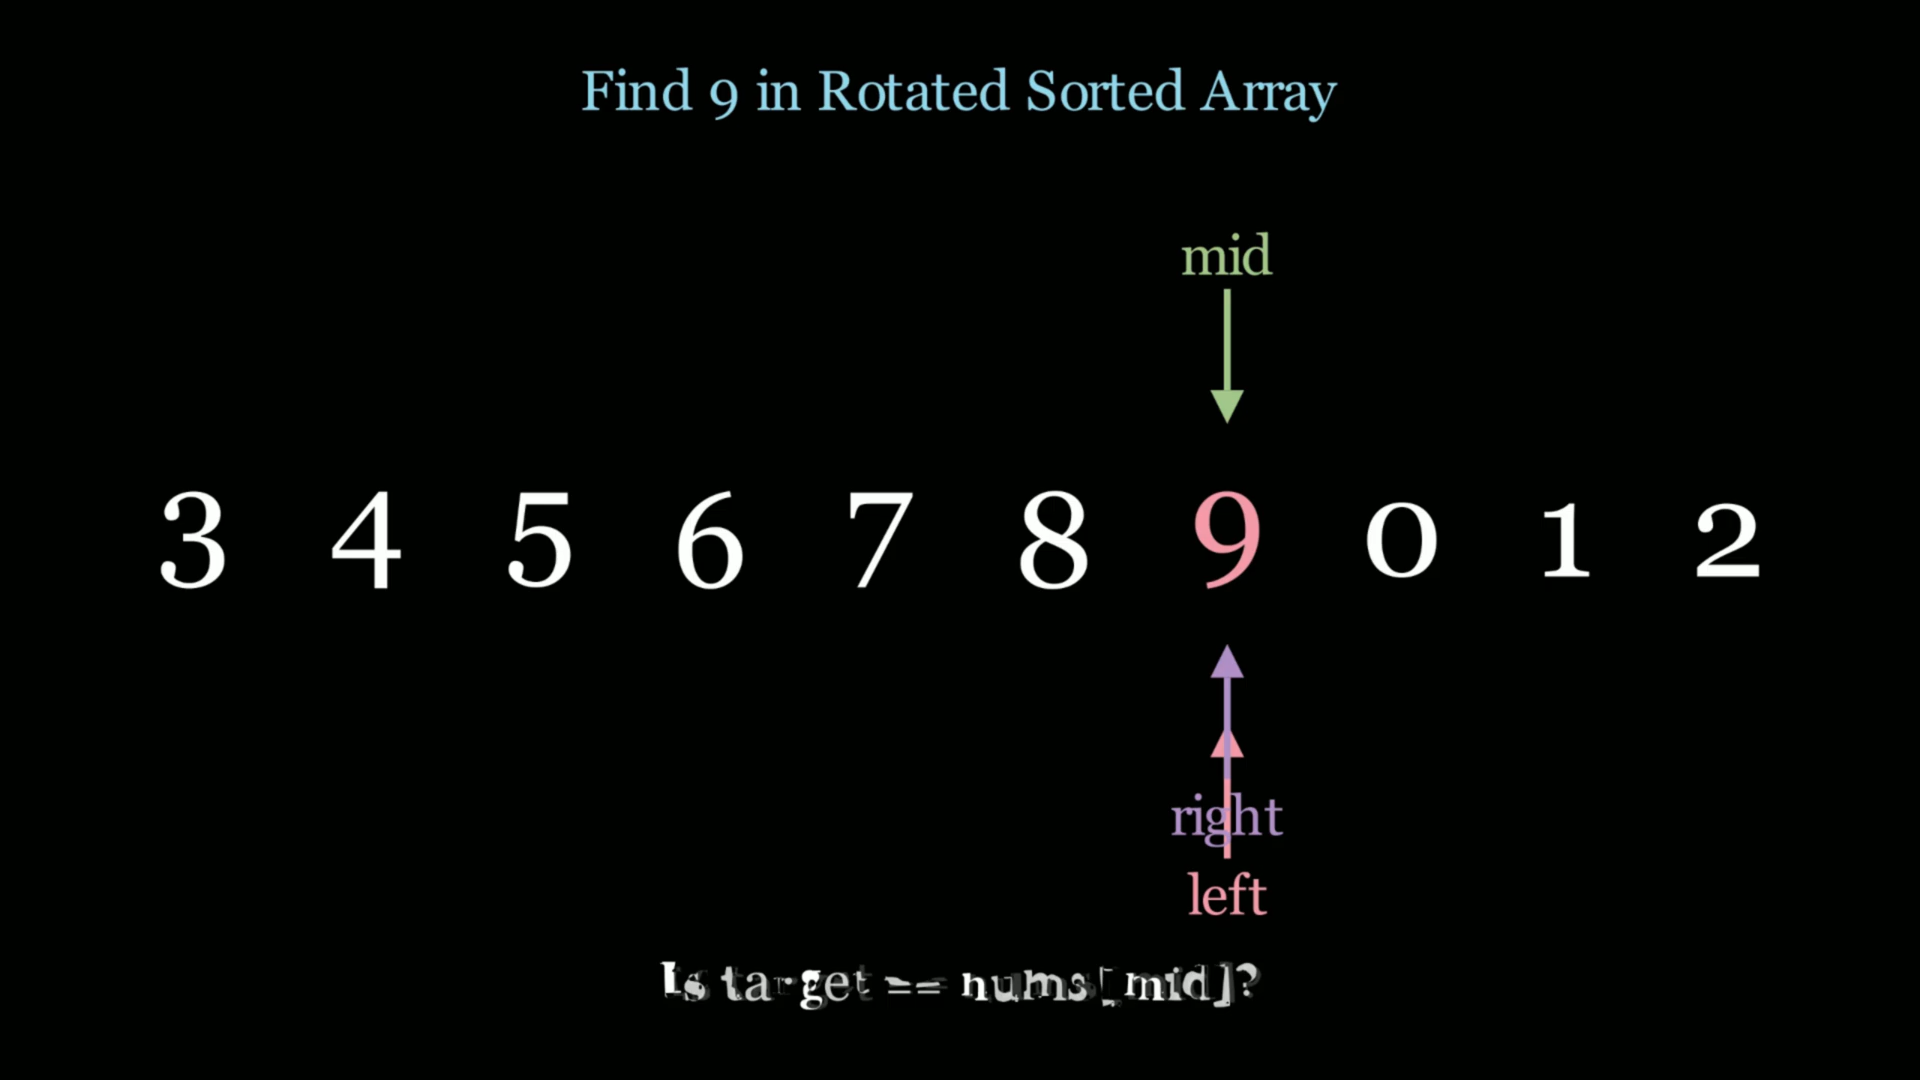 Find 9 in Rotated Sorted Array
mid
3 4 5 6 7 8 9 0 1 2
right
left
Is target == nums[mid]?